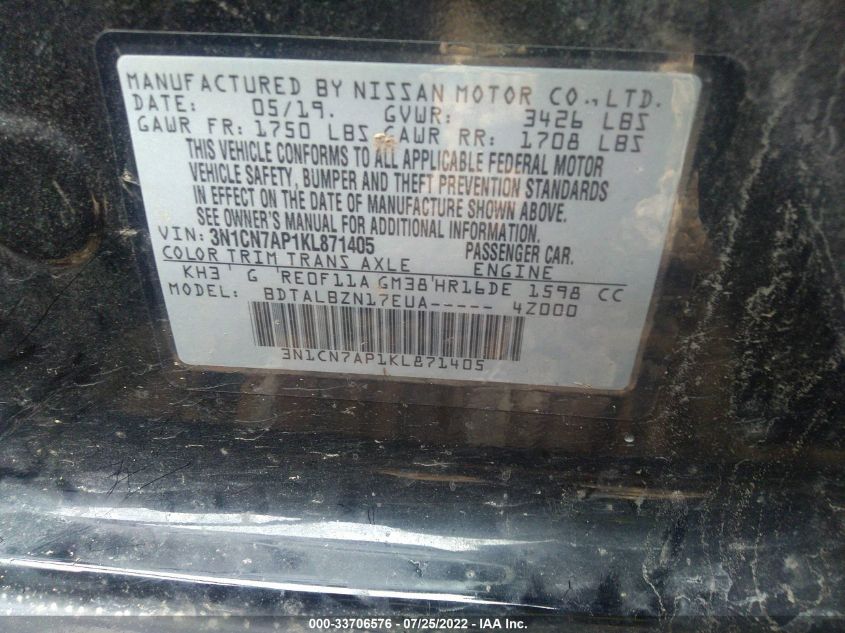 MANUFACTURED BY NISSAN MOTOR CO.,LTD.
DATE: 05/19. GVWR: 3426 LBS
GAWR FR: 1750 LBS GAWR RR: 1708 LBS
THIS VEHICLE CONFORMS TO ALL APPLICABLE FEDERAL MOTOR
VEHICLE SAFETY, BUMPER AND THEFT PREVENTION STANDARDS
IN EFFECT ON THE DATE OF MANUFACTURE SHOWN ABOVE.
SEE OWNER'S MANUAL FOR ADDITIONAL INFORMATION.
VIN: 3N1CN7AP1KL871405 PASSENGER CAR.
COLOR TRIM TRANS AXLE ENGINE
KH3 ' G 'RE0F11A GM38'HR16DE 1598 CC
MODEL: BDTALBZN17EUA----- 4Z000
3N1CN7AP1KL871405
000-33706576 - 07/25/2022 - IAA Inc.